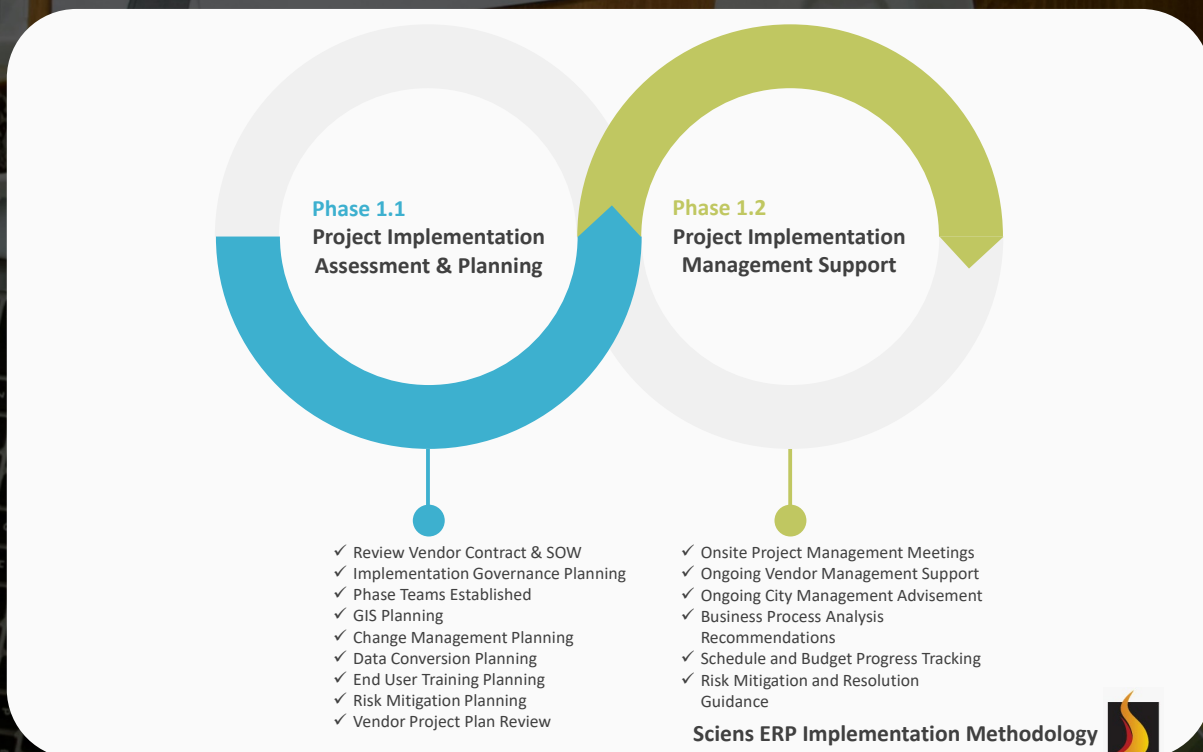 Phase 1.1
Project Implementation
Assessment & Planning
Phase 1.2
Project Implementation
Management Support
✓ Review Vendor Contract & SOW
✓ Implementation Governance Planning
✓ Phase Teams Established
✓ GIS Planning
✓ Change Management Planning
✓ Data Conversion Planning
✓ End User Training Planning
✓ Risk Mitigation Planning
✓ Vendor Project Plan Review
✓ Onsite Project Management Meetings
✓ Ongoing Vendor Management Support
✓ Ongoing City Management Advisement
✓ Business Process Analysis
Recommendations
✓ Schedule and Budget Progress Tracking
✓ Risk Mitigation and Resolution
Guidance
Sciens ERP Implementation Methodology